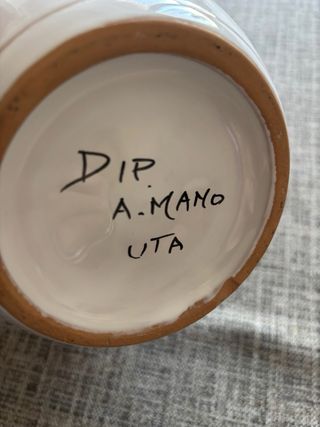 DIP.
A. MANO
UTA